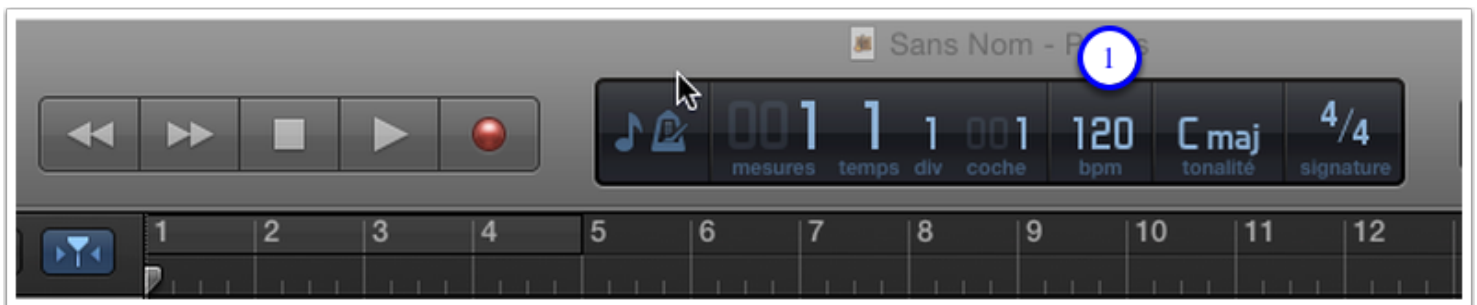 Sans Nom -
1
001 1 1 001 120 C maj 4/4
mesures temps div coche bpm tonalité signature
1 2 3 4 5 6 7 8 9 10 11 12